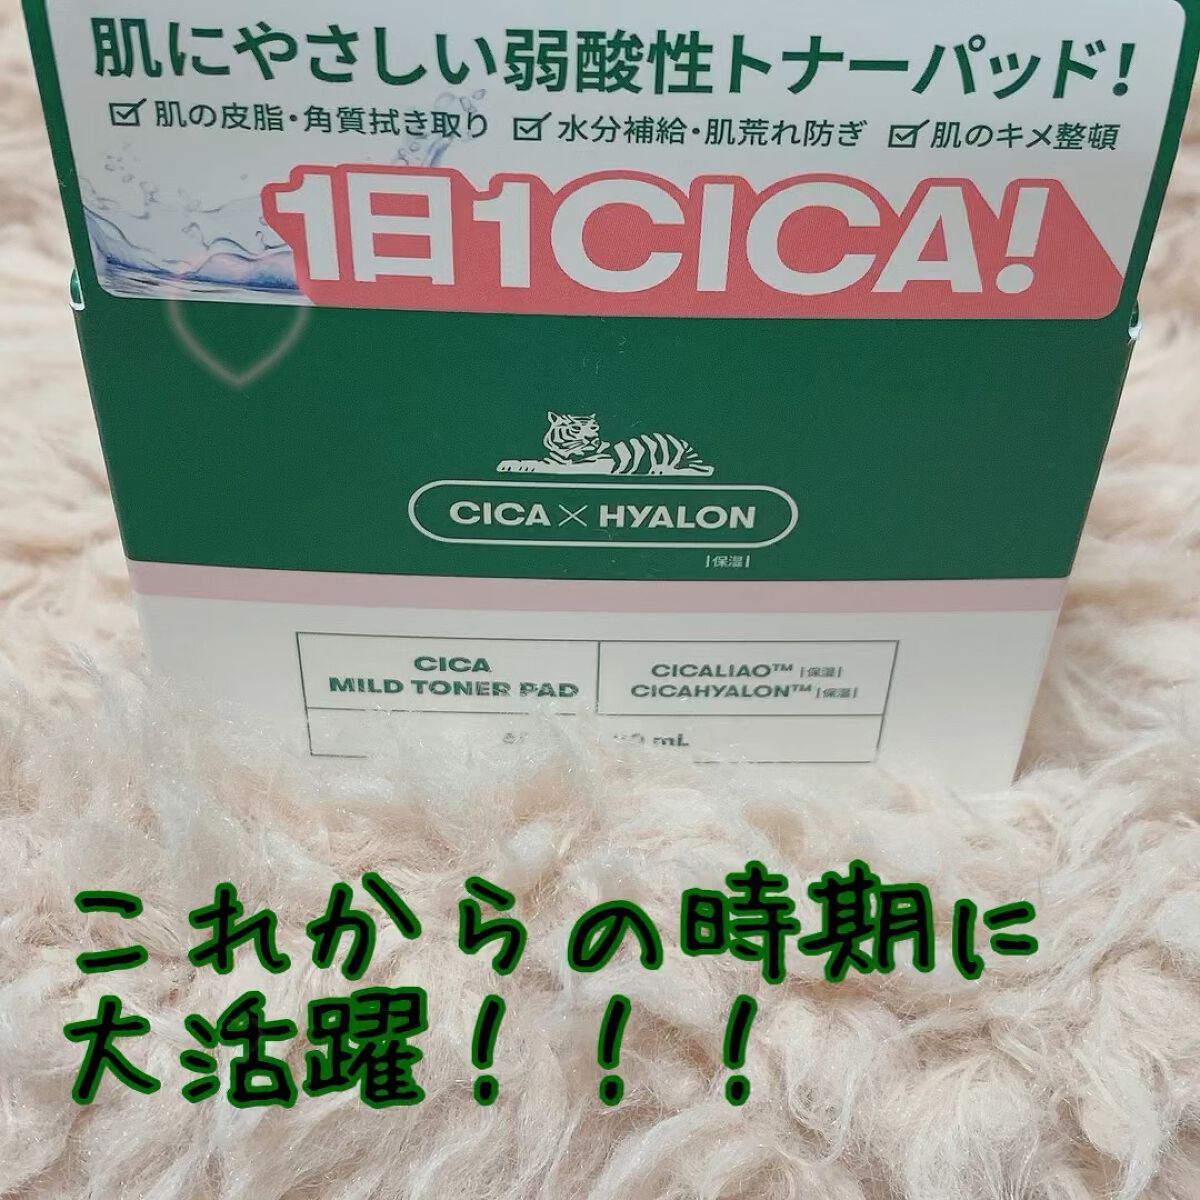 肌にやさしい弱酸性トナーパッド!
肌の皮脂・角質拭き取り 水分補給・肌荒れ防ぎ 肌のキメ整頓
1日1CICA!
CICA×HYALON
|保湿|
CICA
MILD TONER PAD
CICALIAO™ |保湿|
CICAHYALON™ |保湿|
mL
これからの時期に
大活躍!!!